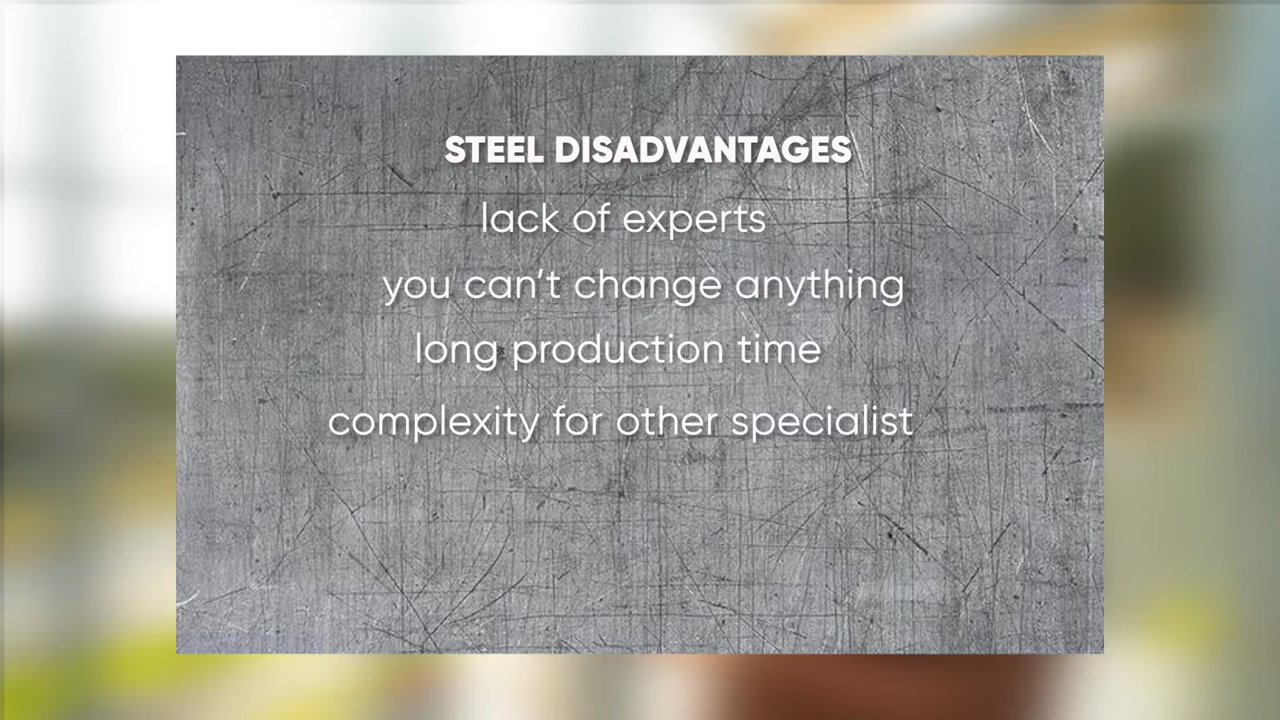 STEEL DISADVANTAGES
lack of experts
you can’t change anything
long production time
complexity for other specialist